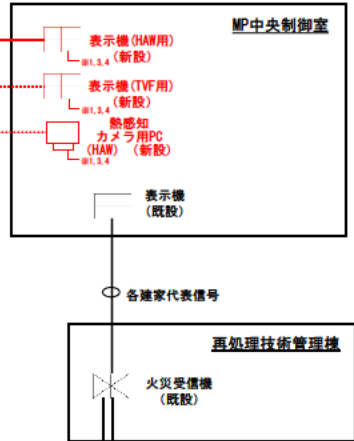 MP中央制御室
表示機(HAW用)
(新設)
※1,3,4
表示機(TVF用)
(新設)
※1,3,4
熱感知
カメラ用PC
(HAW) (新設)
※1,3,4
表示機
(既設)
各建家代表信号
再処理技術管理棟
火災受信機
(既設)